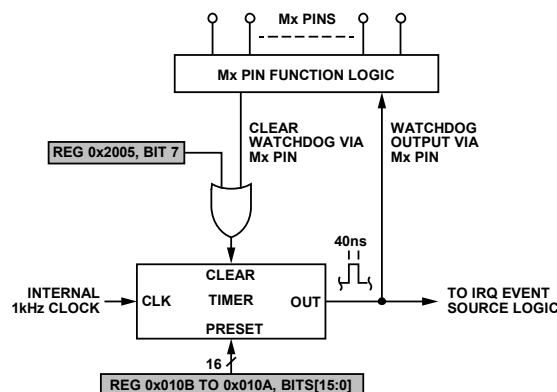 Mx PINS
Mx PIN FUNCTION LOGIC
CLEAR
WATCHDOG VIA
Mx PIN
WATCHDOG
OUTPUT VIA
Mx PIN
REG 0x2005, BIT 7
40ns
INTERNAL
1kHz CLOCK
CLEAR
CLK TIMER OUT
PRESET
TO IRQ EVENT
SOURCE LOGIC
16
REG 0x010B TO 0x010A, BITS[15:0]